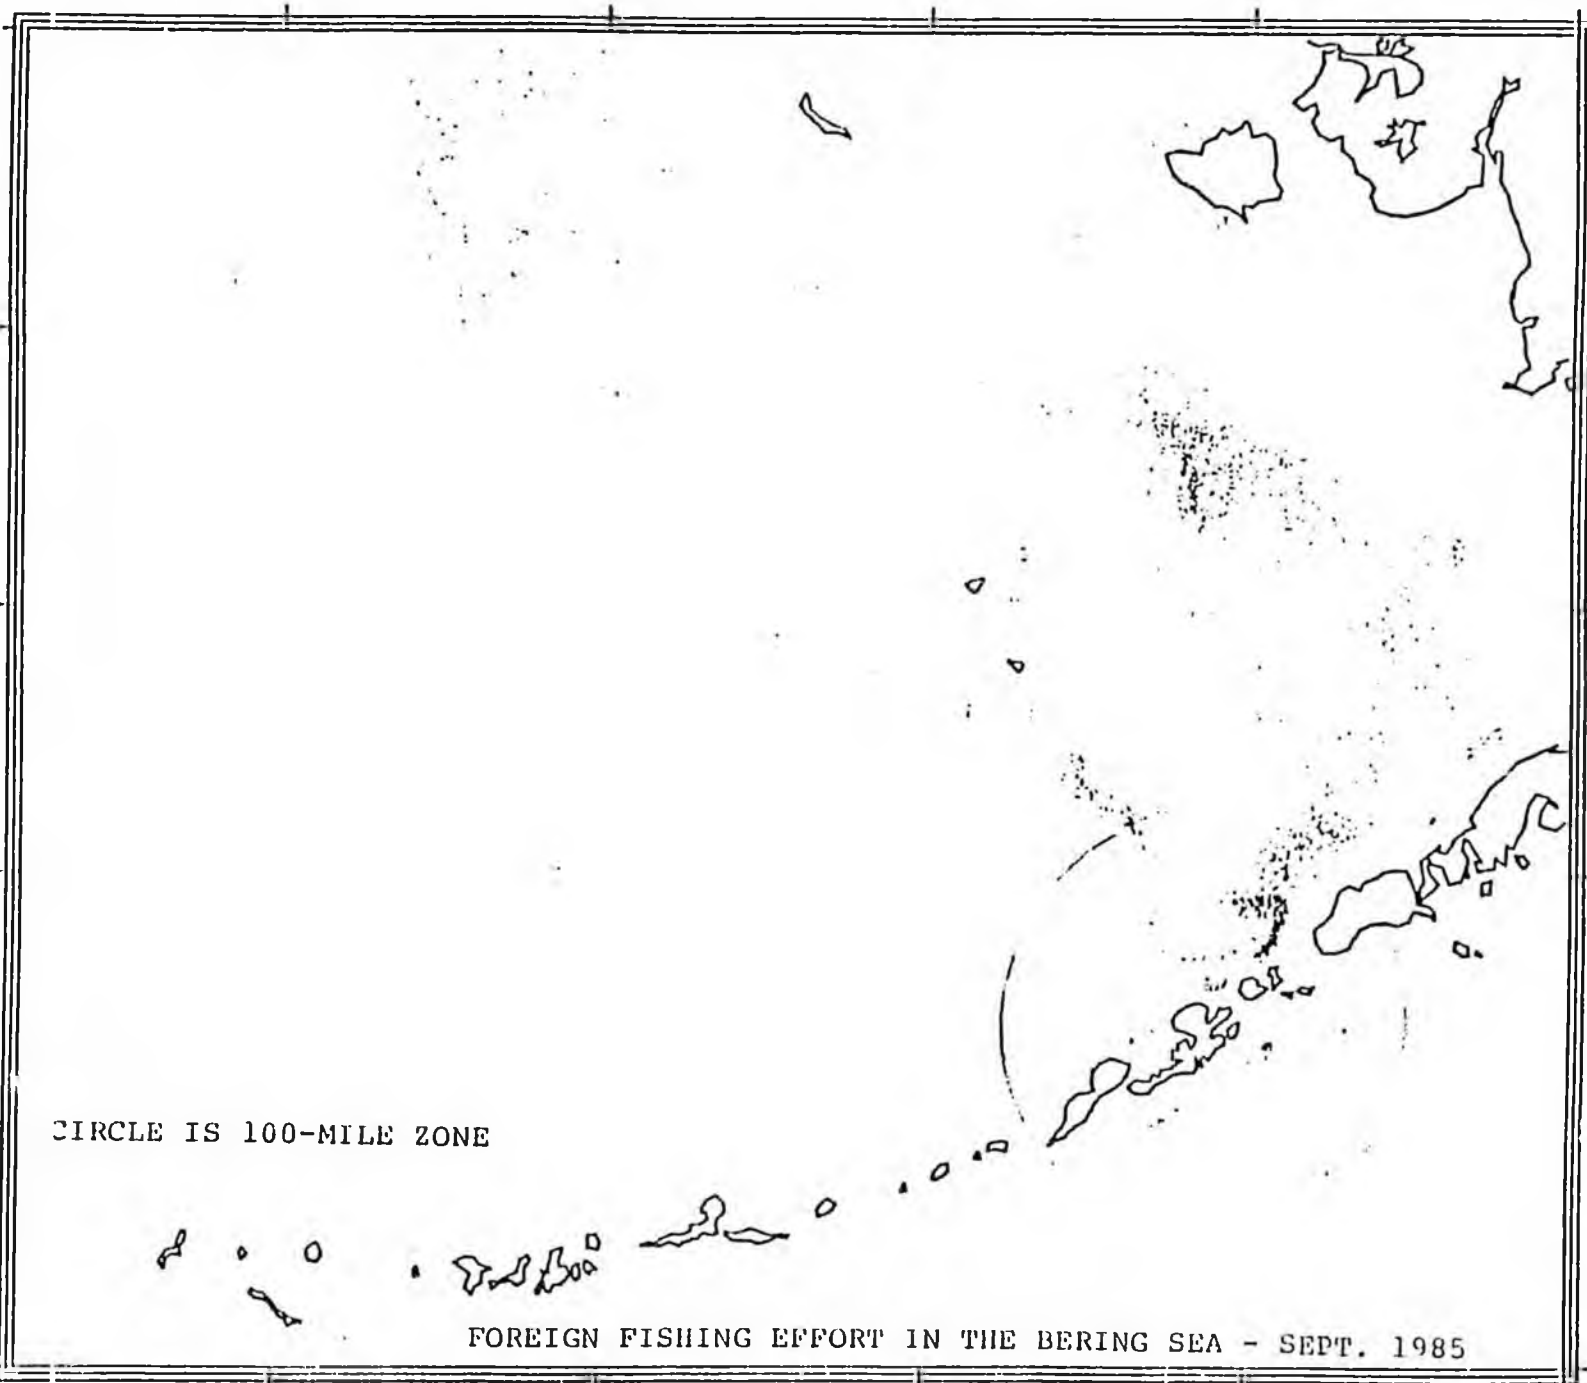 CIRCLE IS 100-MILE ZONE
FOREIGN FISHING EFFORT IN THE BERING SEA - SEPT. 1985